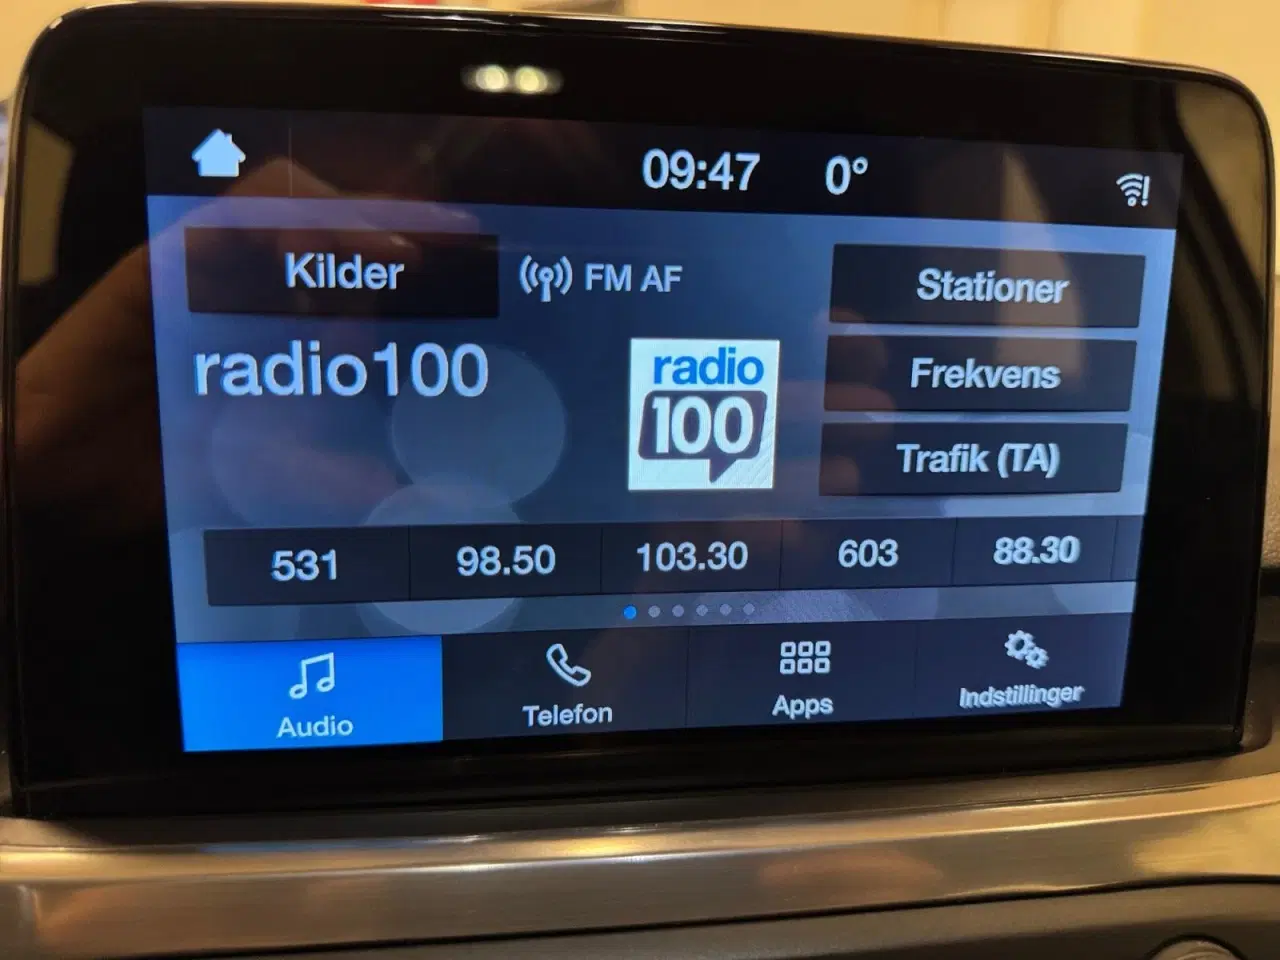 09:47 0°
Kilder FM AF Stationer
radio100
radio
100
Frekvens
Trafik (TA)
531 98.50 103.30 603 88.30
Audio Telefon Apps Indstillinger